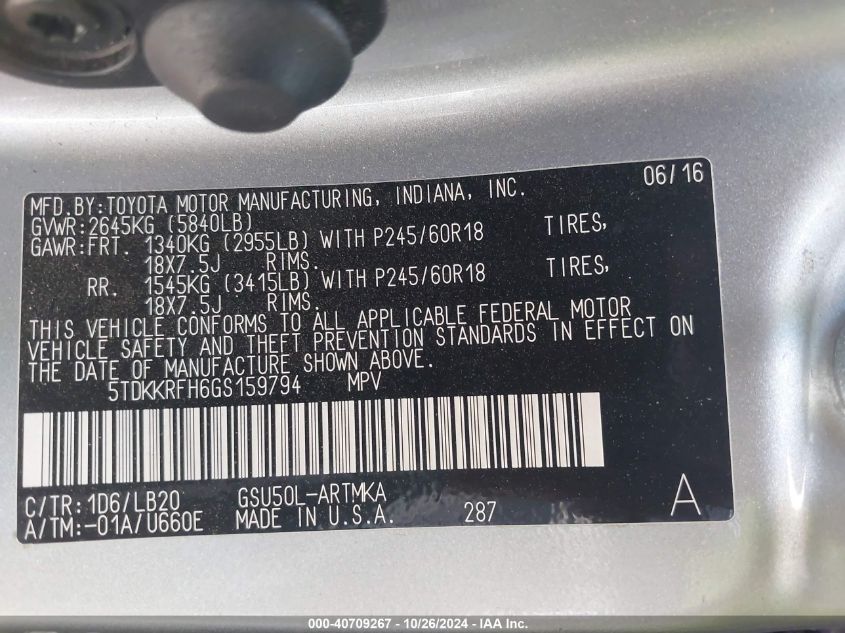 06/16
MFD.BY:TOYOTA MOTOR MANUFACTURING, INDIANA, INC.
GVWR:2645KG (5840LB)
GAWR:FRT. 1340KG (2955LB) WITH P245/60R18 TIRES,
18X7.5J RIMS.
RR. 1545KG (3415LB) WITH P245/60R18 TIRES,
18X7.5J RIMS.
THIS VEHICLE CONFORMS TO ALL APPLICABLE FEDERAL MOTOR
VEHICLE SAFETY AND THEFT PREVENTION STANDARDS IN EFFECT ON
THE DATE OF MANUFACTURE SHOWN ABOVE.
5TDKKRFH6GS159794 MPV
C/TR:1D6/LB20 GSU50L-ARTMKA
A/TM:-01A/U660E MADE IN U.S.A. 287 A
000-40709267 - 10/26/2024 - IAA Inc.